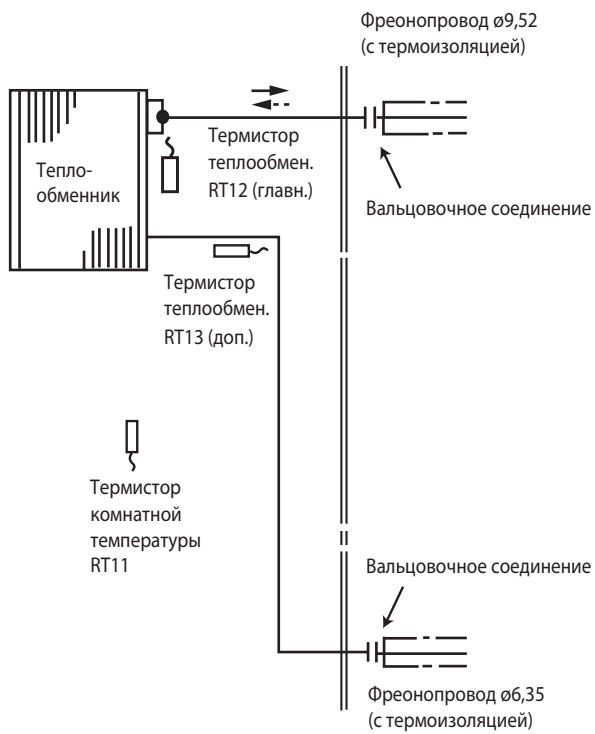 Фреонопровод ø9,52
(с термоизоляцией)
Тепло-
обменник
Термистор
теплообмен.
RT12 (главн.)
Вальцовочное соединение
Термистор
теплообмен.
RT13 (доп.)
Термистор
комнатной
температуры
RT11
Вальцовочное соединение
Фреонопровод ø6,35
(с термоизоляцией)